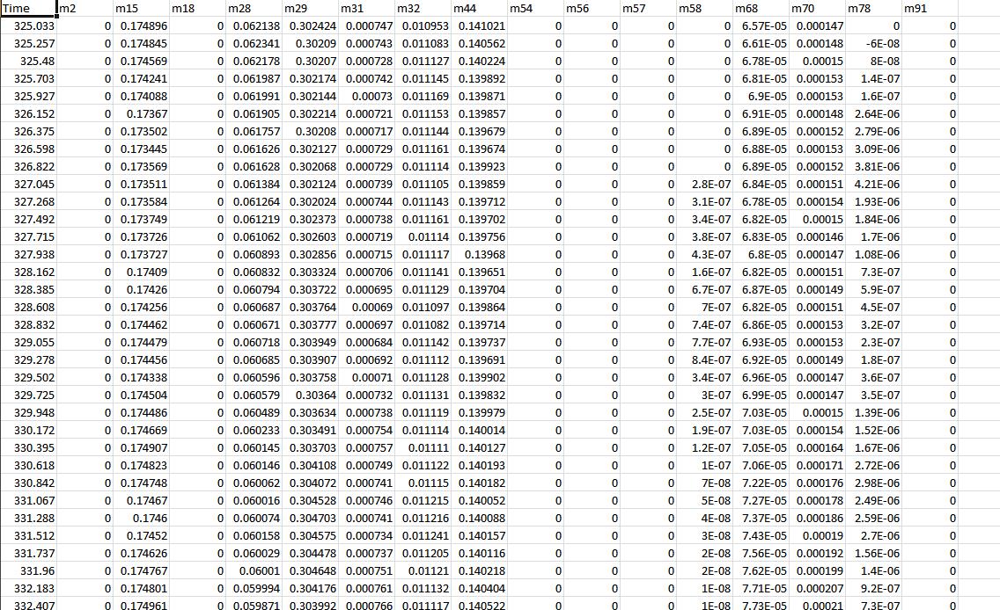 Time m2 m15 m18 m28 m29 m31 m32 m44 m54 m56 m57 m58 m68 m70 m78 m91
325.033 0 0.174896 0 0.062138 0.302424 0.000747 0.010953 0.141021 0 0 0 0 6.57E-05 0.000147 0 0
325.257 0 0.174845 0 0.062341 0.30209 0.000743 0.011083 0.140562 0 0 0 0 6.61E-05 0.000148 -6E-08 0
325.48 0 0.174569 0 0.062178 0.30207 0.000728 0.011127 0.140224 0 0 0 0 6.78E-05 0.00015 8E-08 0
325.703 0 0.174241 0 0.061987 0.302174 0.000742 0.011145 0.139892 0 0 0 0 6.81E-05 0.000153 1.4E-07 0
325.927 0 0.174088 0 0.061991 0.302144 0.00073 0.011169 0.139871 0 0 0 0 6.9E-05 0.000153 1.6E-07 0
326.152 0 0.17367 0 0.061905 0.302214 0.000721 0.011153 0.139857 0 0 0 0 6.91E-05 0.000148 2.64E-06 0
326.375 0 0.173502 0 0.061757 0.30208 0.000717 0.011144 0.139679 0 0 0 0 6.89E-05 0.000152 2.79E-06 0
326.598 0 0.173445 0 0.061626 0.302127 0.000729 0.011161 0.139674 0 0 0 0 6.88E-05 0.000153 3.09E-06 0
326.822 0 0.173569 0 0.061628 0.302068 0.000729 0.011114 0.139923 0 0 0 0 6.89E-05 0.000152 3.81E-06 0
327.045 0 0.173511 0 0.061384 0.302124 0.000739 0.011105 0.139859 0 0 0 2.8E-07 6.84E-05 0.000151 4.21E-06 0
327.268 0 0.173584 0 0.061264 0.302024 0.000744 0.011143 0.139712 0 0 0 3.1E-07 6.78E-05 0.000154 1.93E-06 0
327.492 0 0.173749 0 0.061219 0.302373 0.000738 0.011161 0.139702 0 0 0 3.4E-07 6.82E-05 0.00015 1.84E-06 0
327.715 0 0.173726 0 0.061062 0.302603 0.000719 0.01114 0.139756 0 0 0 3.8E-07 6.83E-05 0.000146 1.7E-06 0
327.938 0 0.173727 0 0.060893 0.302856 0.000715 0.011117 0.13968 0 0 0 4.3E-07 6.8E-05 0.000147 1.08E-06 0
328.162 0 0.17409 0 0.060832 0.303324 0.000706 0.011141 0.139651 0 0 0 1.6E-07 6.82E-05 0.000151 7.3E-07 0
328.385 0 0.17426 0 0.060794 0.303722 0.000695 0.011129 0.139704 0 0 0 6.7E-07 6.87E-05 0.000149 5.9E-07 0
328.608 0 0.174256 0 0.060687 0.303764 0.00069 0.011097 0.139864 0 0 0 7E-07 6.82E-05 0.000151 4.5E-07 0
328.832 0 0.174462 0 0.060671 0.303777 0.000697 0.011082 0.139714 0 0 0 7.4E-07 6.86E-05 0.000153 3.2E-07 0
329.055 0 0.174479 0 0.060718 0.303949 0.000684 0.011142 0.139737 0 0 0 7.7E-07 6.93E-05 0.000153 2.3E-07 0
329.278 0 0.174456 0 0.060685 0.303907 0.000692 0.011112 0.139691 0 0 0 8.4E-07 6.92E-05 0.000149 1.8E-07 0
329.502 0 0.174338 0 0.060596 0.303758 0.00071 0.011128 0.139902 0 0 0 3.4E-07 6.96E-05 0.000147 3.6E-07 0
329.725 0 0.174504 0 0.060579 0.30364 0.000732 0.011131 0.139832 0 0 0 3E-07 6.99E-05 0.000147 3.5E-07 0
329.948 0 0.174486 0 0.060489 0.303634 0.000738 0.011119 0.139979 0 0 0 2.5E-07 7.03E-05 0.00015 1.39E-06 0
330.172 0 0.174669 0 0.060233 0.303491 0.000754 0.011114 0.140014 0 0 0 1.9E-07 7.03E-05 0.000154 1.52E-06 0
330.395 0 0.174907 0 0.060145 0.303703 0.000757 0.01111 0.140127 0 0 0 1.2E-07 7.05E-05 0.000164 1.67E-06 0
330.618 0 0.174823 0 0.060146 0.304108 0.000749 0.011122 0.140193 0 0 0 1E-07 7.06E-05 0.000171 2.72E-06 0
330.842 0 0.174748 0 0.060062 0.304072 0.000741 0.01115 0.140182 0 0 0 7E-08 7.22E-05 0.000176 2.98E-06 0
331.067 0 0.17467 0 0.060016 0.304528 0.000746 0.011215 0.140052 0 0 0 5E-08 7.27E-05 0.000178 2.49E-06 0
331.288 0 0.1746 0 0.060074 0.304703 0.000741 0.011216 0.140088 0 0 0 4E-08 7.37E-05 0.000186 2.59E-06 0
331.512 0 0.17452 0 0.060158 0.304575 0.000734 0.011241 0.140157 0 0 0 3E-08 7.43E-05 0.00019 2.7E-06 0
331.737 0 0.174626 0 0.060029 0.304478 0.000737 0.011205 0.140116 0 0 0 2E-08 7.56E-05 0.000192 1.56E-06 0
331.96 0 0.174767 0 0.06001 0.304648 0.000751 0.01121 0.140218 0 0 0 2E-08 7.62E-05 0.000199 1.4E-06 0
332.183 0 0.174801 0 0.059994 0.304176 0.000761 0.011132 0.140404 0 0 0 1E-08 7.71E-05 0.000207 9.2E-07 0
332.407 0 0.174961 0 0.059871 0.303992 0.000766 0.011117 0.140522 0 0 0 1E-08 7.73E-05 0.00021 7.3E-07 0